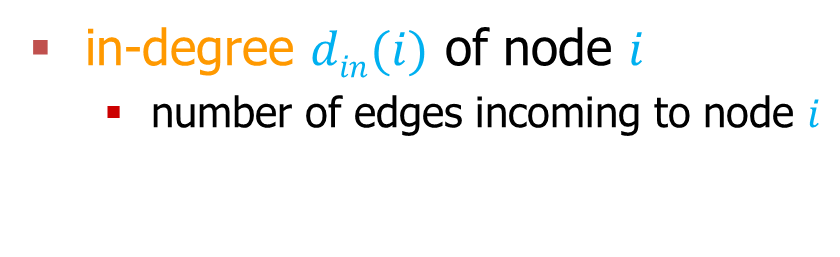 ▪ in-degree d_in(i) of node i
▪ number of edges incoming to node i